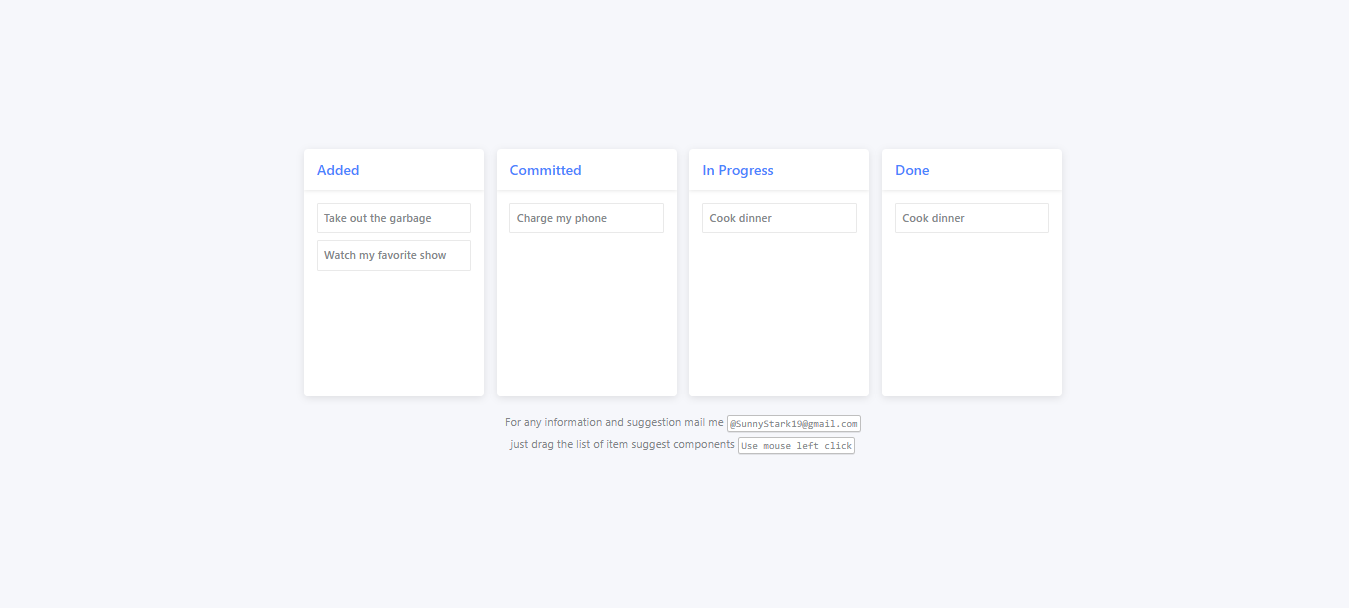 Added
Take out the garbage
Watch my favorite show
Committed
Charge my phone
In Progress
Cook dinner
Done
Cook dinner
For any information and suggestion mail me @SunnyStark19@gmail.com
just drag the list of item suggest components Use mouse left click